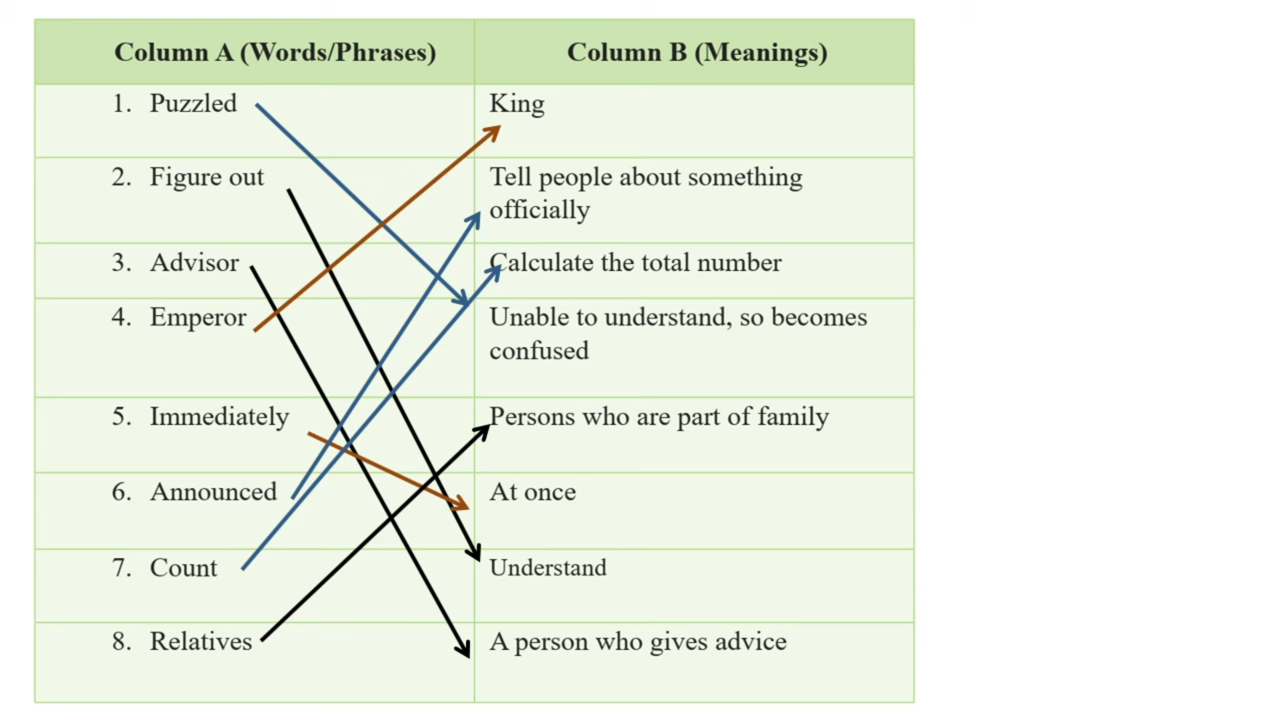 Column A (Words/Phrases) Column B (Meanings)
1. Puzzled King
2. Figure out Tell people about something
officially
3. Advisor Calculate the total number
4. Emperor Unable to understand, so becomes
confused
5. Immediately Persons who are part of family
6. Announced At once
7. Count Understand
8. Relatives A person who gives advice